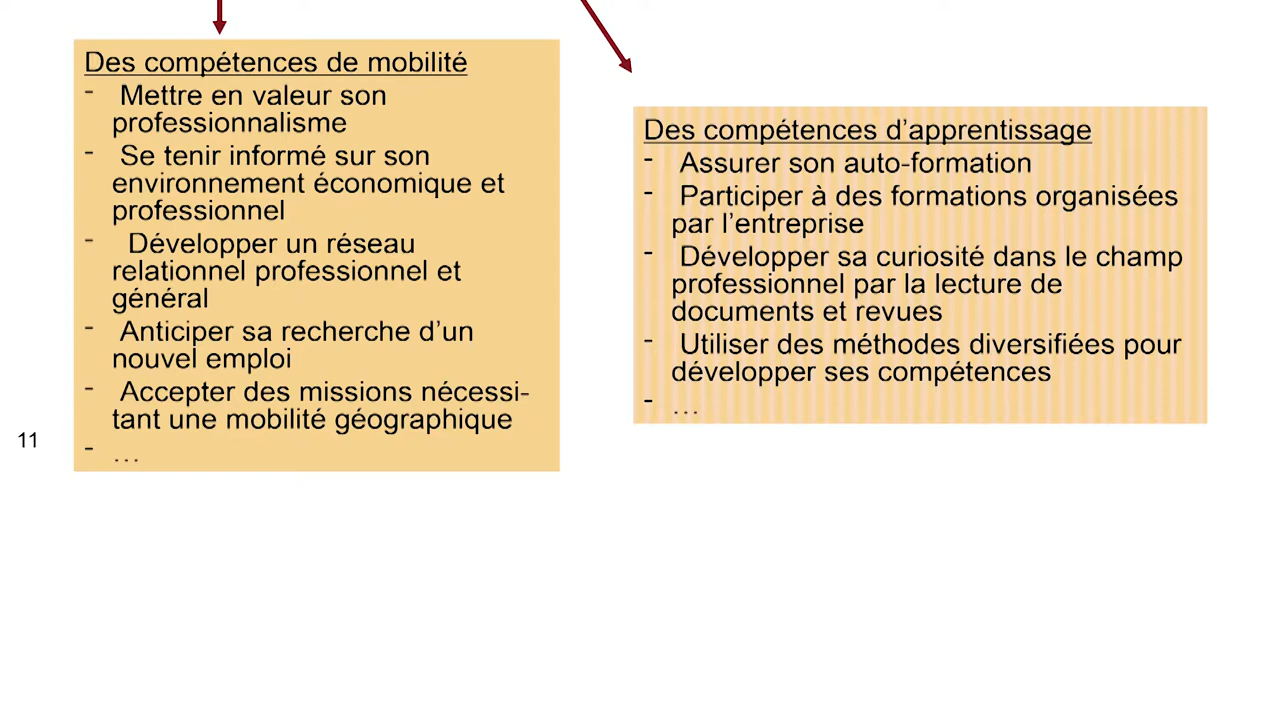 Des compétences de mobilité
- Mettre en valeur son
professionnalisme
- Se tenir informé sur son
environnement économique et
professionnel
- Développer un réseau
relationnel professionnel et
général
- Anticiper sa recherche d’un
nouvel emploi
- Accepter des missions nécessi-
tant une mobilité géographique
- …
Des compétences d’apprentissage
- Assurer son auto-formation
- Participer à des formations organisées
par l’entreprise
- Développer sa curiosité dans le champ
professionnel par la lecture de
documents et revues
- Utiliser des méthodes diversifiées pour
développer ses compétences
- …
11